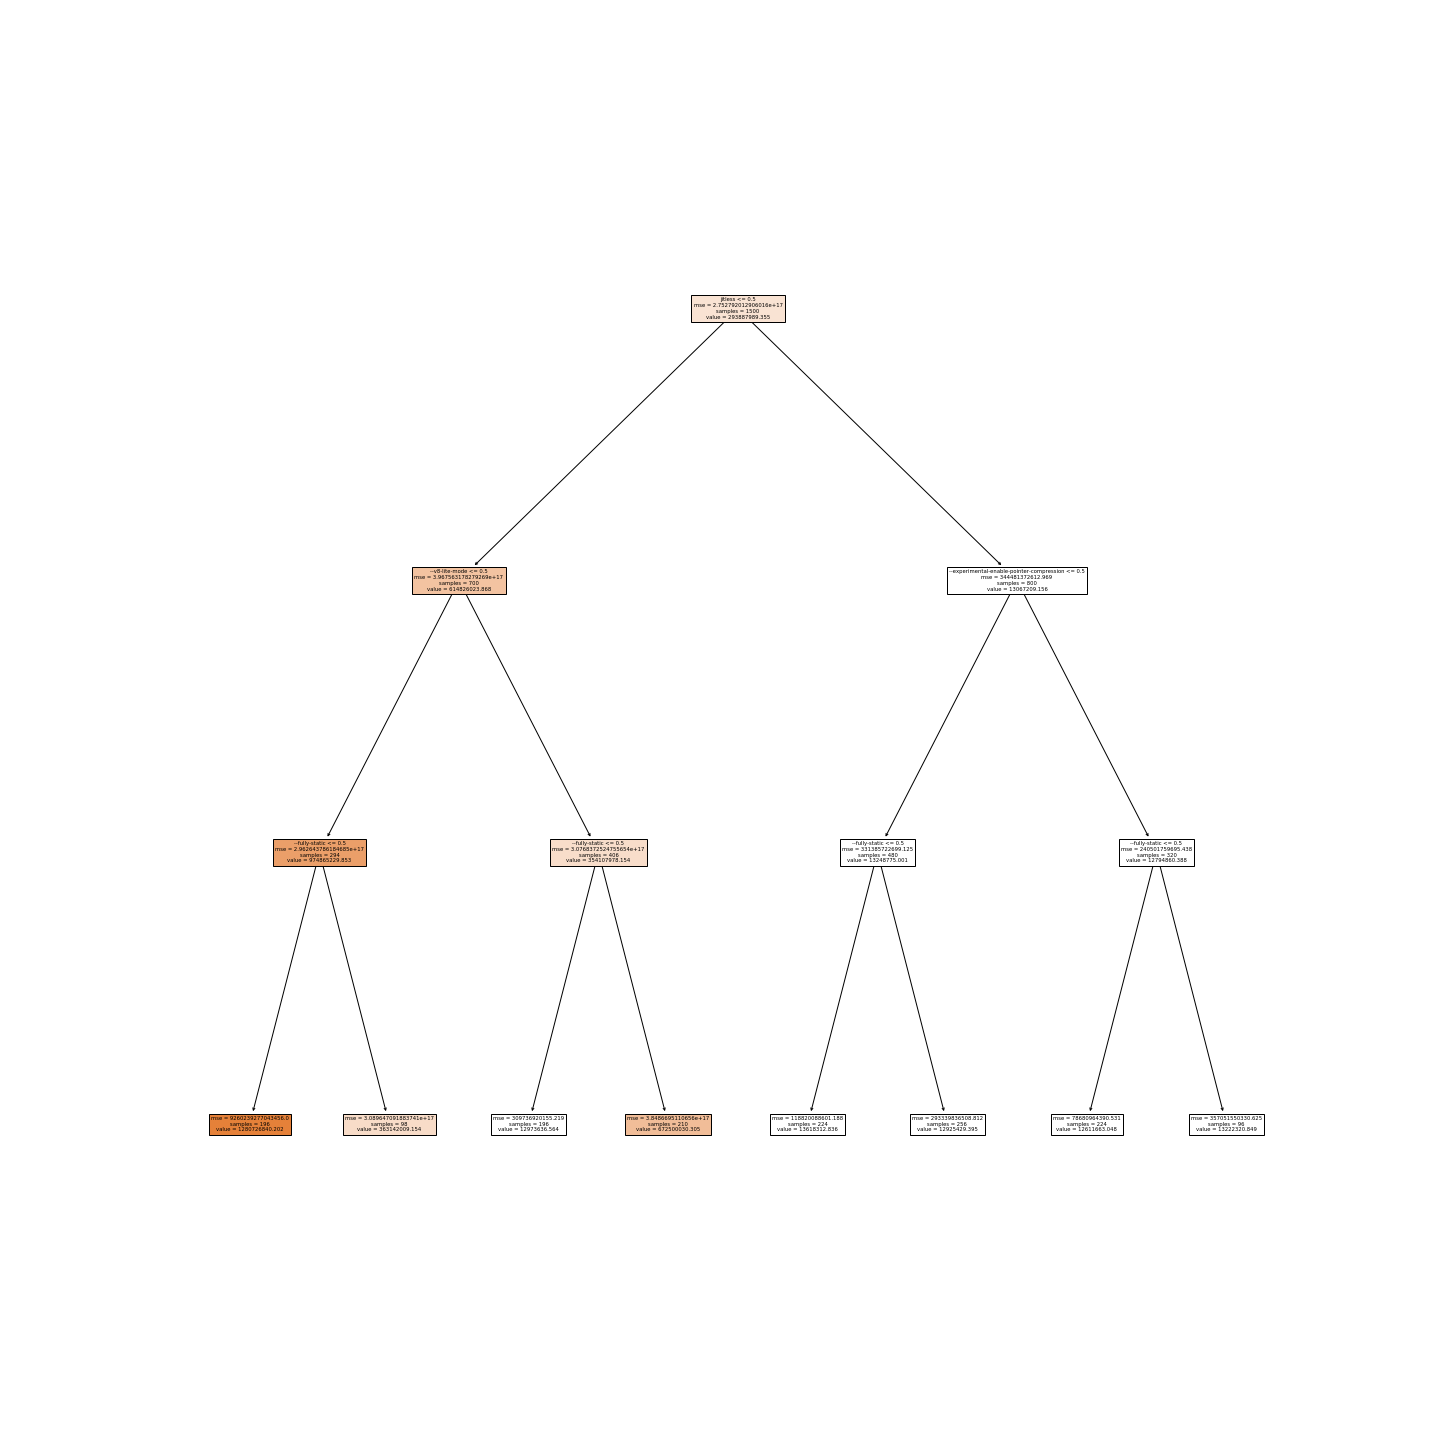 jitless <= 0.5
mse = 2.752792012906016e+17
samples = 1500
value = 293887989.355
--v8-lite-mode <= 0.5
mse = 3.967563178279269e+17
samples = 700
value = 614826023.868
--experimental-enable-pointer-compression <= 0.5
mse = 344481372612.969
samples = 800
value = 13067209.156
--fully-static <= 0.5
mse = 2.962643786184685e+17
samples = 294
value = 974865229.853
--fully-static <= 0.5
mse = 3.0768372524755654e+17
samples = 406
value = 354107978.154
--fully-static <= 0.5
mse = 331385722699.125
samples = 480
value = 13248775.001
--fully-static <= 0.5
mse = 240501759695.438
samples = 320
value = 12794860.388
mse = 9260239277043456.0
samples = 196
value = 1280726840.202
mse = 3.089647091883741e+17
samples = 98
value = 363142009.154
mse = 309736920155.219
samples = 196
value = 12973636.564
mse = 3.8486695110656e+17
samples = 210
value = 672500030.305
mse = 118820088601.188
samples = 224
value = 13618312.836
mse = 293339836508.812
samples = 256
value = 12925429.395
mse = 78680964390.531
samples = 224
value = 12611663.048
mse = 357051550330.625
samples = 96
value = 13222320.849